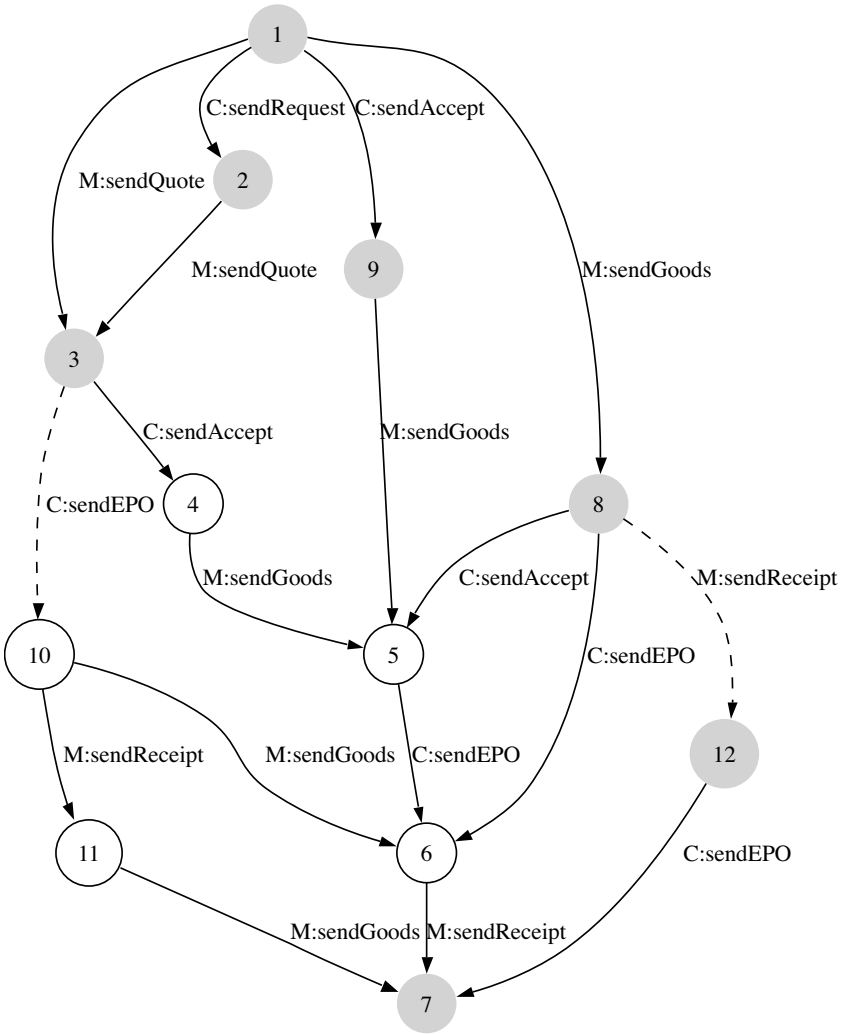 1
C:sendRequest
C:sendAccept
M:sendQuote
2
M:sendQuote
9
M:sendGoods
3
C:sendAccept
M:sendGoods
C:sendEPO
4
8
M:sendGoods
C:sendAccept
M:sendReceipt
10
5
C:sendEPO
M:sendReceipt
M:sendGoods
C:sendEPO
12
11
6
C:sendEPO
M:sendGoods
M:sendReceipt
7